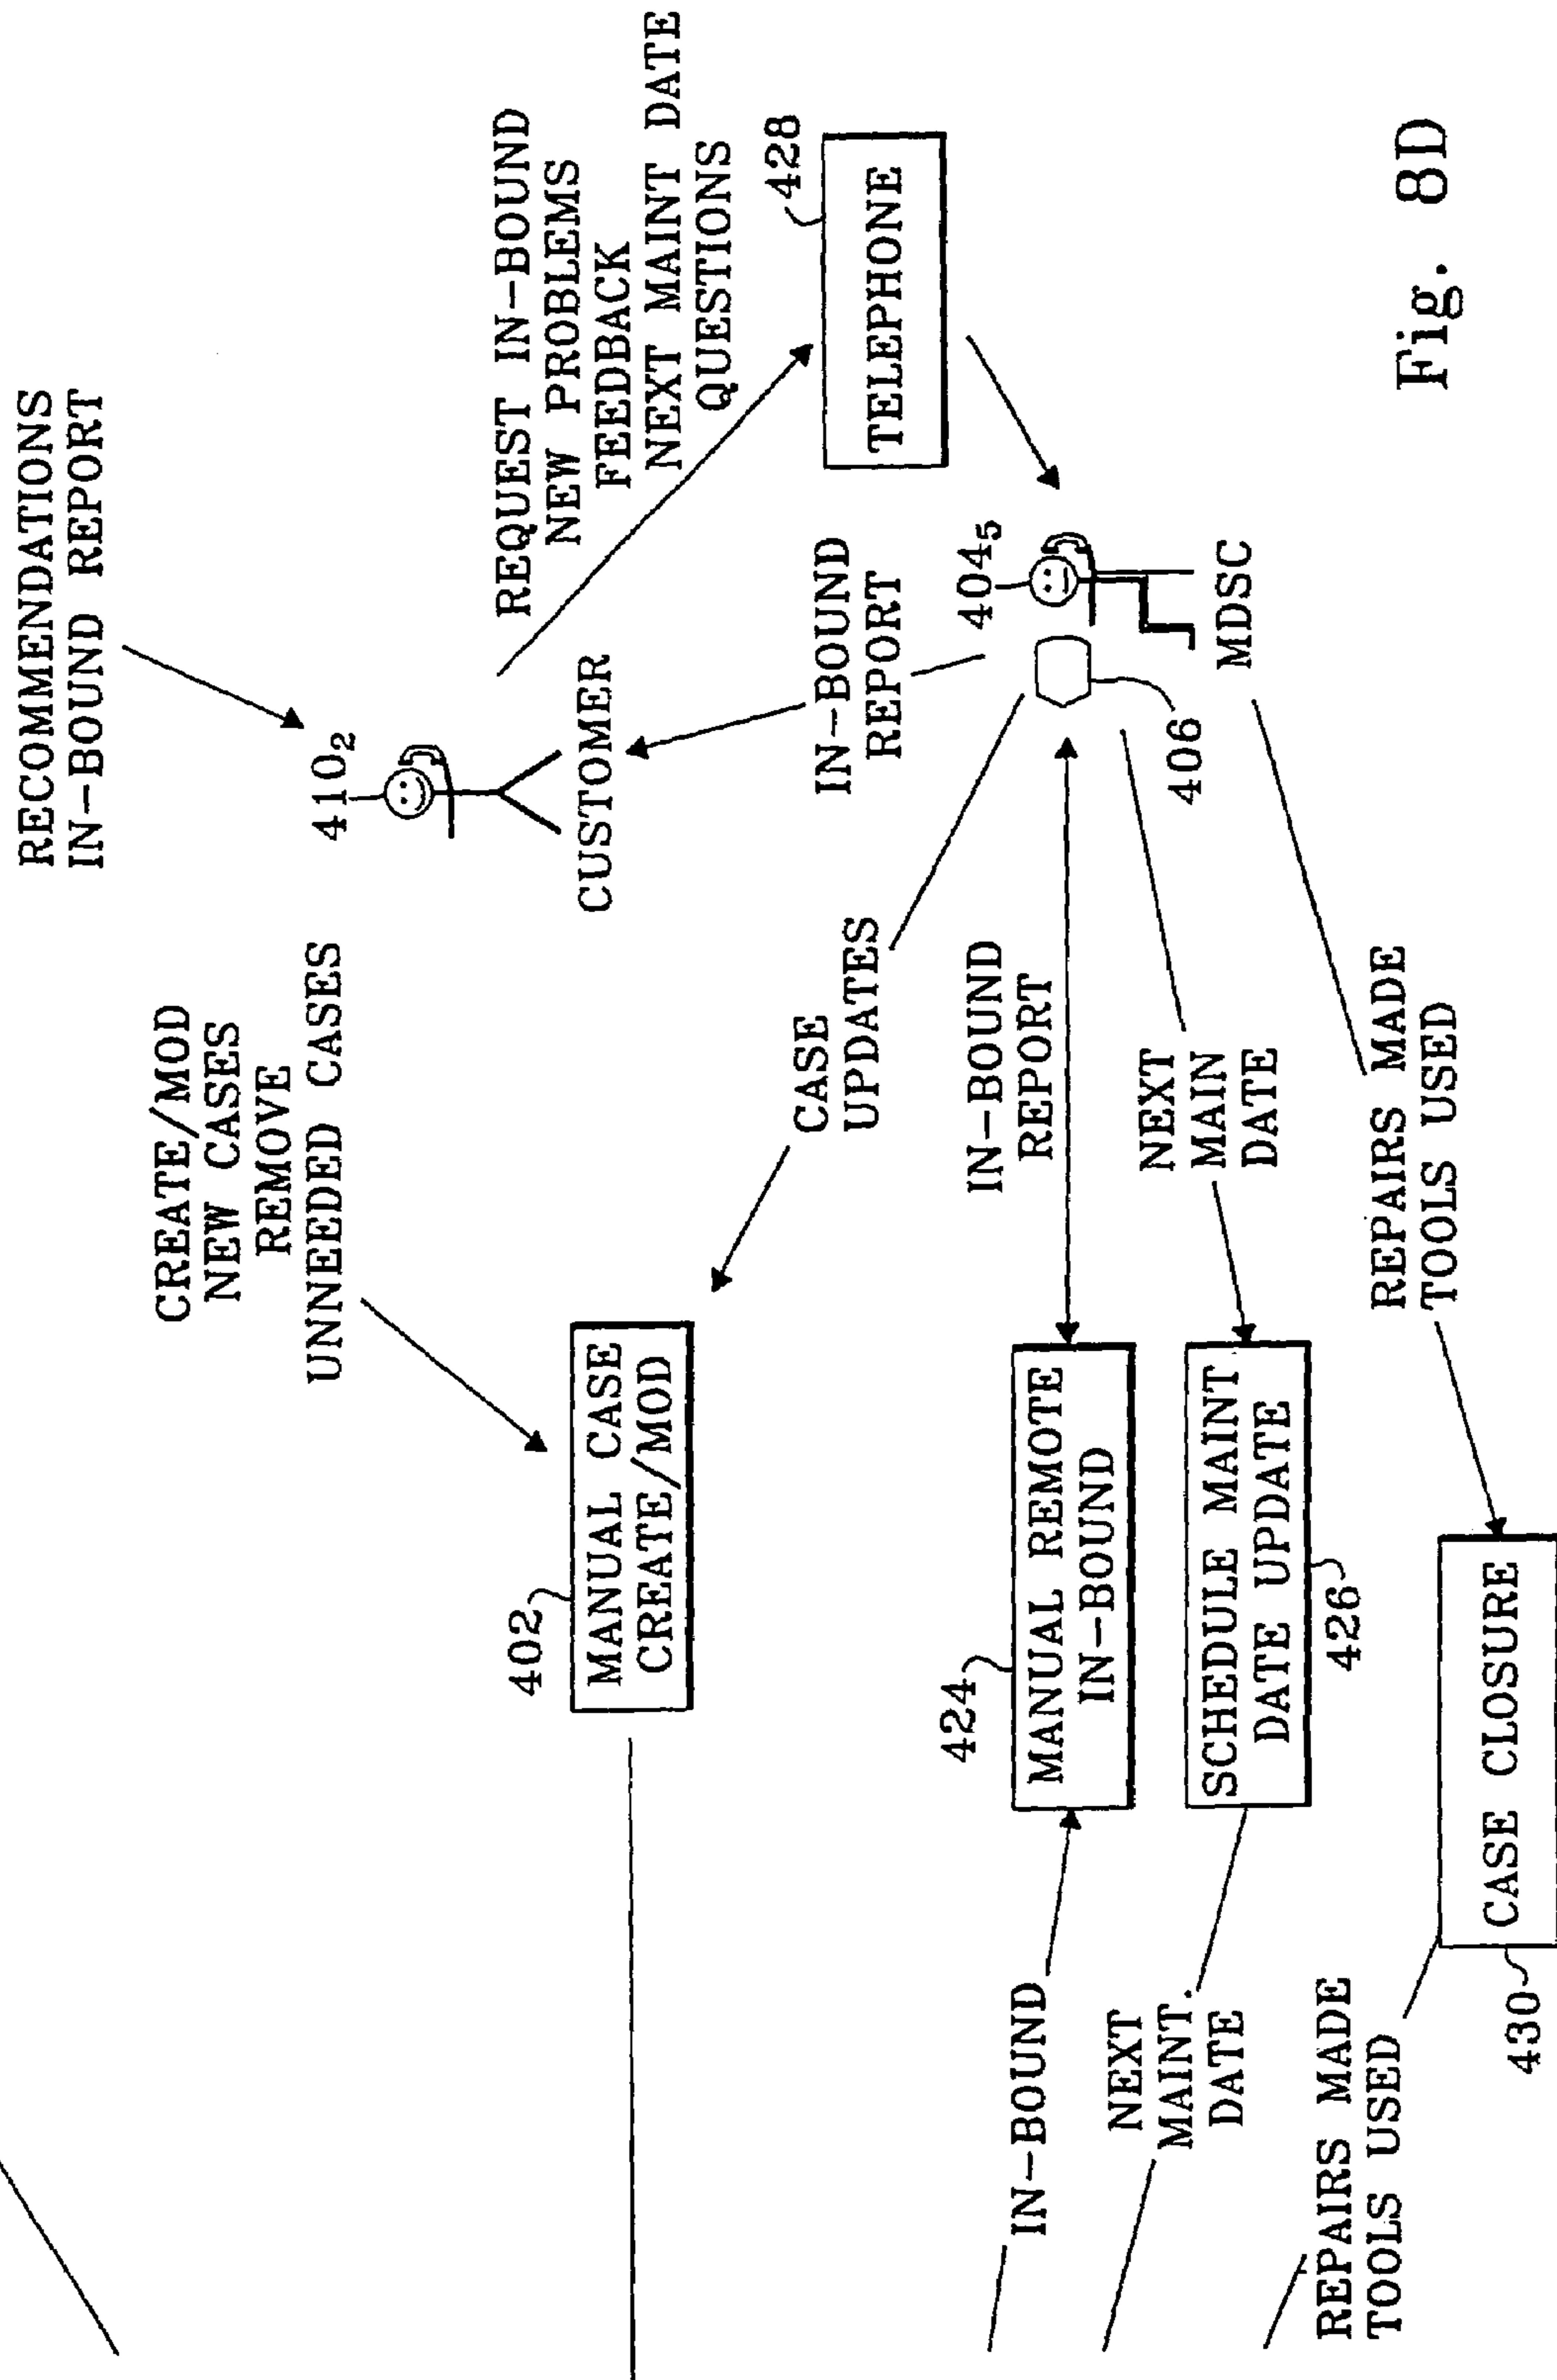 RECOMMENDATIONS
IN-BOUND REPORT
410₂
CUSTOMER
CREATE/MOD
NEW CASES
REMOVE
UNNEEDED CASES
REQUEST IN-BOUND
NEW PROBLEMS
FEEDBACK
NEXT MAINT DATE
QUESTIONS
428
TELEPHONE
402
MANUAL CASE
CREATE/MOD
CASE
UPDATES
IN-BOUND
REPORT
404₅
MDSC
406
IN-BOUND
424
MANUAL REMOTE
IN-BOUND
IN-BOUND
REPORT
NEXT
MAINT.
DATE
SCHEDULE MAINT
DATE UPDATE
426
NEXT
MAIN
DATE
REPAIRS MADE
TOOLS USED
430
CASE CLOSURE
REPAIRS MADE
TOOLS USED
Fig. 8D